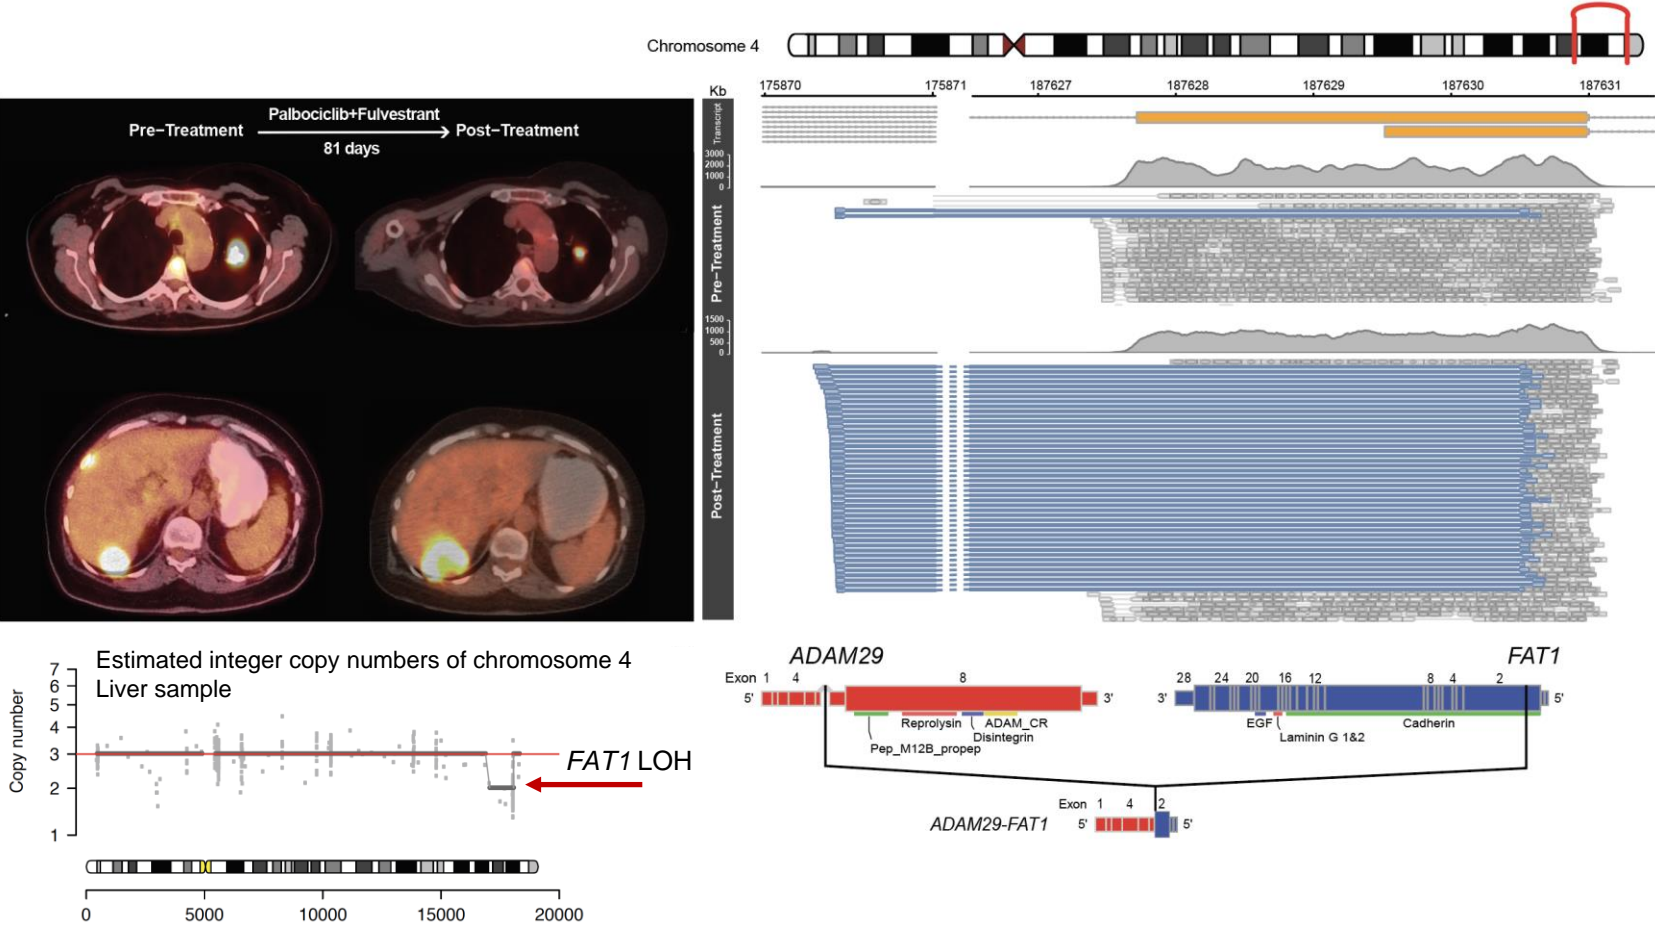 Chromosome 4
Kb
175870 175871 187627 187628 187629 187630 187631
Palbociclib+Fulvestrant
Pre−Treatment Post−Treatment
81 days
Transcript
3000
2000
1000
0
Pre−Treatment
1500
1000
500
0
Post−Treatment
Estimated integer copy numbers of chromosome 4
Liver sample
Copy number
7
6
5
4
3
2
1
FAT1 LOH
0 5000 10000 15000 20000
ADAM29
Exon 1 4 8
5' 3'
Reprolysin ADAM_CR
Disintegrin
Pep_M12B_propep
FAT1
28 24 20 16 12 8 4 2
3' 5'
EGF Cadherin
Laminin G 1&2
Exon 1 4 2
ADAM29-FAT1 5' 5'